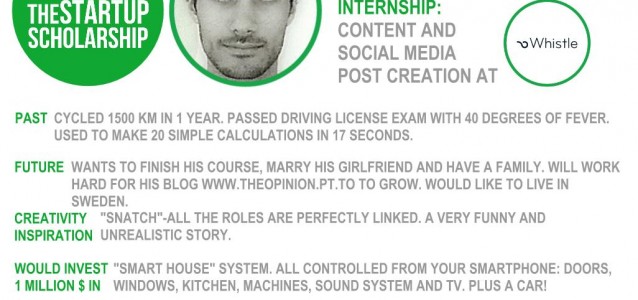 THE STARTUP
SCHOLARSHIP
INTERNSHIP:
CONTENT AND
SOCIAL MEDIA
POST CREATION AT
Whistle
PAST CYCLED 1500 KM IN 1 YEAR. PASSED DRIVING LICENSE EXAM WITH 40 DEGREES OF FEVER.
USED TO MAKE 20 SIMPLE CALCULATIONS IN 17 SECONDS.
FUTURE WANTS TO FINISH HIS COURSE, MARRY HIS GIRLFRIEND AND HAVE A FAMILY. WILL WORK
HARD FOR HIS BLOG WWW.THEOPINION.PT.TO TO GROW. WOULD LIKE TO LIVE IN
SWEDEN.
CREATIVITY "SNATCH"-ALL THE ROLES ARE PERFECTLY LINKED. A VERY FUNNY AND
INSPIRATION UNREALISTIC STORY.
WOULD INVEST "SMART HOUSE" SYSTEM. ALL CONTROLLED FROM YOUR SMARTPHONE: DOORS,
1 MILLION $ IN WINDOWS, KITCHEN, MACHINES, SOUND SYSTEM AND TV. PLUS A CAR!